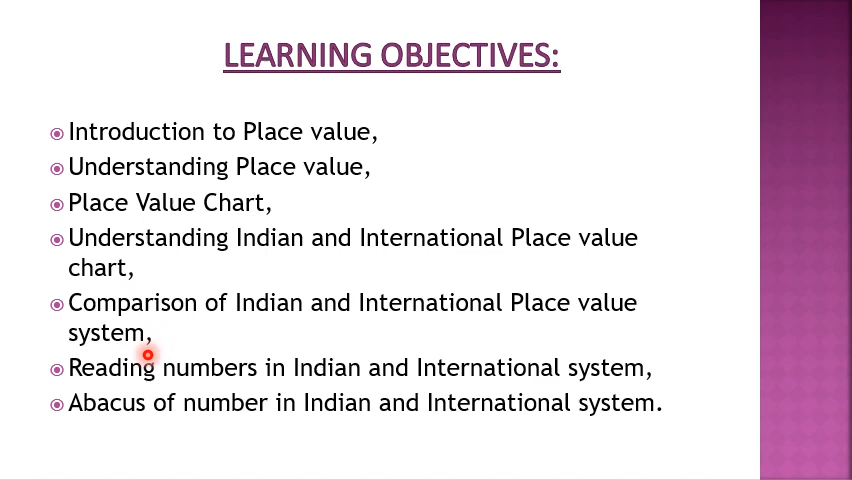 LEARNING OBJECTIVES:
Introduction to Place value,
Understanding Place value,
Place Value Chart,
Understanding Indian and International Place value
chart,
Comparison of Indian and International Place value
system,
Reading numbers in Indian and International system,
Abacus of number in Indian and International system.